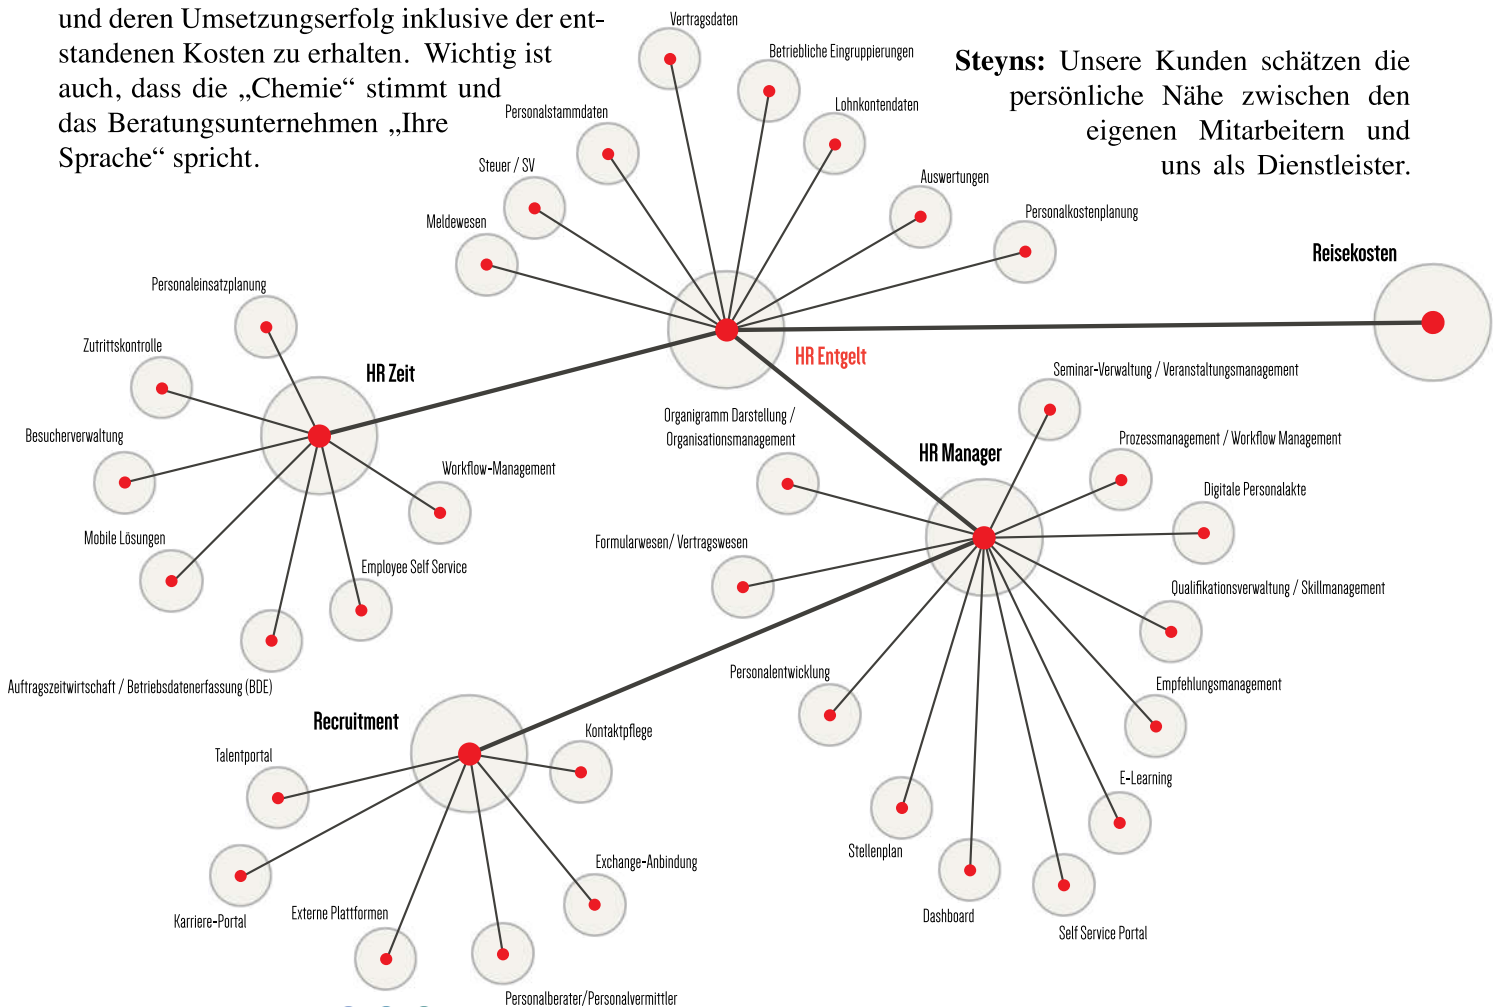 und deren Umsetzungserfolg inklusive der ent-
standenen Kosten zu erhalten. Wichtig ist
auch, dass die „Chemie“ stimmt und
das Beratungsunternehmen „Ihre
Sprache“ spricht.
Steyns: Unsere Kunden schätzen die
persönliche Nähe zwischen den
eigenen Mitarbeitern und
uns als Dienstleister.
Vertragsdaten
Betriebliche Eingruppierungen
Personalstammdaten
Lohnkontendaten
Steuer / SV
Auswertungen
Meldewesen
Personalkostenplanung
Reisekosten
HR Entgelt
Personaleinsatzplanung
Zutrittskontrolle
HR Zeit
Besucherverwaltung
Workflow-Management
Mobile Lösungen
Employee Self Service
Auftragszeitwirtschaft / Betriebsdatenerfassung (BDE)
Seminar-Verwaltung / Veranstaltungsmanagement
Organigramm Darstellung /
Organisationsmanagement
HR Manager
Prozessmanagement / Workflow Management
Digitale Personalakte
Formularwesen/ Vertragswesen
Qualifikationsverwaltung / Skillmanagement
Personalentwicklung
Empfehlungsmanagement
E-Learning
Stellenplan
Dashboard
Self Service Portal
Recruitment
Kontaktpflege
Talentportal
Exchange-Anbindung
Karriere-Portal
Externe Plattformen
Personalberater/Personalvermittler